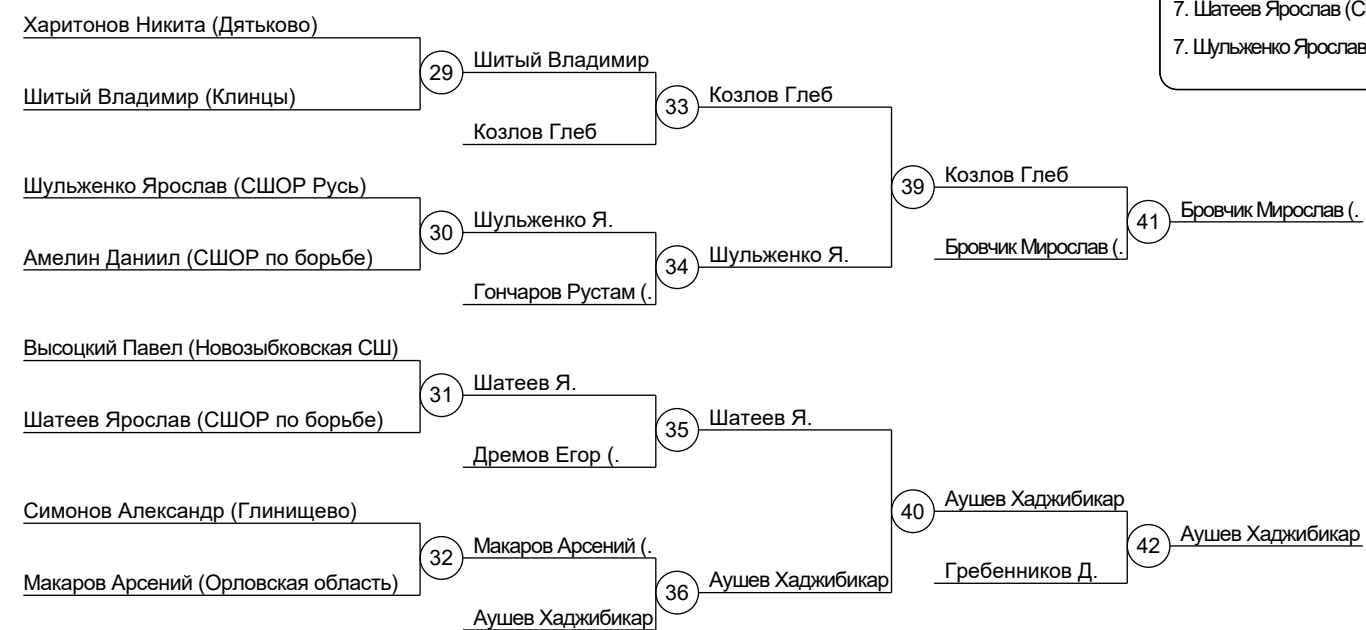 7. Шатеев Ярослав (С
7. Шульженко Ярослав
Харитонов Никита (Дятьково)
29
Шитый Владимир
Шитый Владимир (Клинцы)
33
Козлов Глеб
Козлов Глеб
Шульженко Ярослав (СШОР Русь)
39
Козлов Глеб
30
Шульженко Я.
41
Бровчик Мирослав (.
Амелин Даниил (СШОР по борьбе)
34
Шульженко Я.
Бровчик Мирослав (.
Гончаров Рустам (.
Высоцкий Павел (Новозыбковская СШ)
31
Шатеев Я.
Шатеев Ярослав (СШОР по борьбе)
35
Шатеев Я.
Дремов Егор (.
Симонов Александр (Глинищево)
40
Аушев Хаджибикар
32
Макаров Арсений (.
42
Аушев Хаджибикар
Макаров Арсений (Орловская область)
36
Аушев Хаджибикар
Гребенников Д.
Аушев Хаджибикар